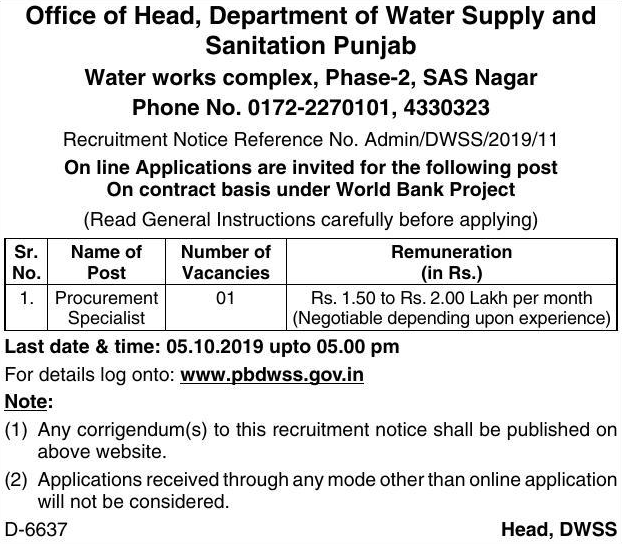 Office of Head, Department of Water Supply and
Sanitation Punjab
Water works complex, Phase-2, SAS Nagar
Phone No. 0172-2270101, 4330323
Recruitment Notice Reference No. Admin/DWSS/2019/11
On line Applications are invited for the following post
On contract basis under World Bank Project
(Read General Instructions carefully before applying)
Sr. No. Name of Post Number of Vacancies Remuneration (in Rs.)
1. Procurement Specialist 01 Rs. 1.50 to Rs. 2.00 Lakh per month (Negotiable depending upon experience)
Last date & time: 05.10.2019 upto 05.00 pm
For details log onto: www.pbdwss.gov.in
Note:
(1) Any corrigendum(s) to this recruitment notice shall be published on
above website.
(2) Applications received through any mode other than online application
will not be considered.
D-6637 Head, DWSS